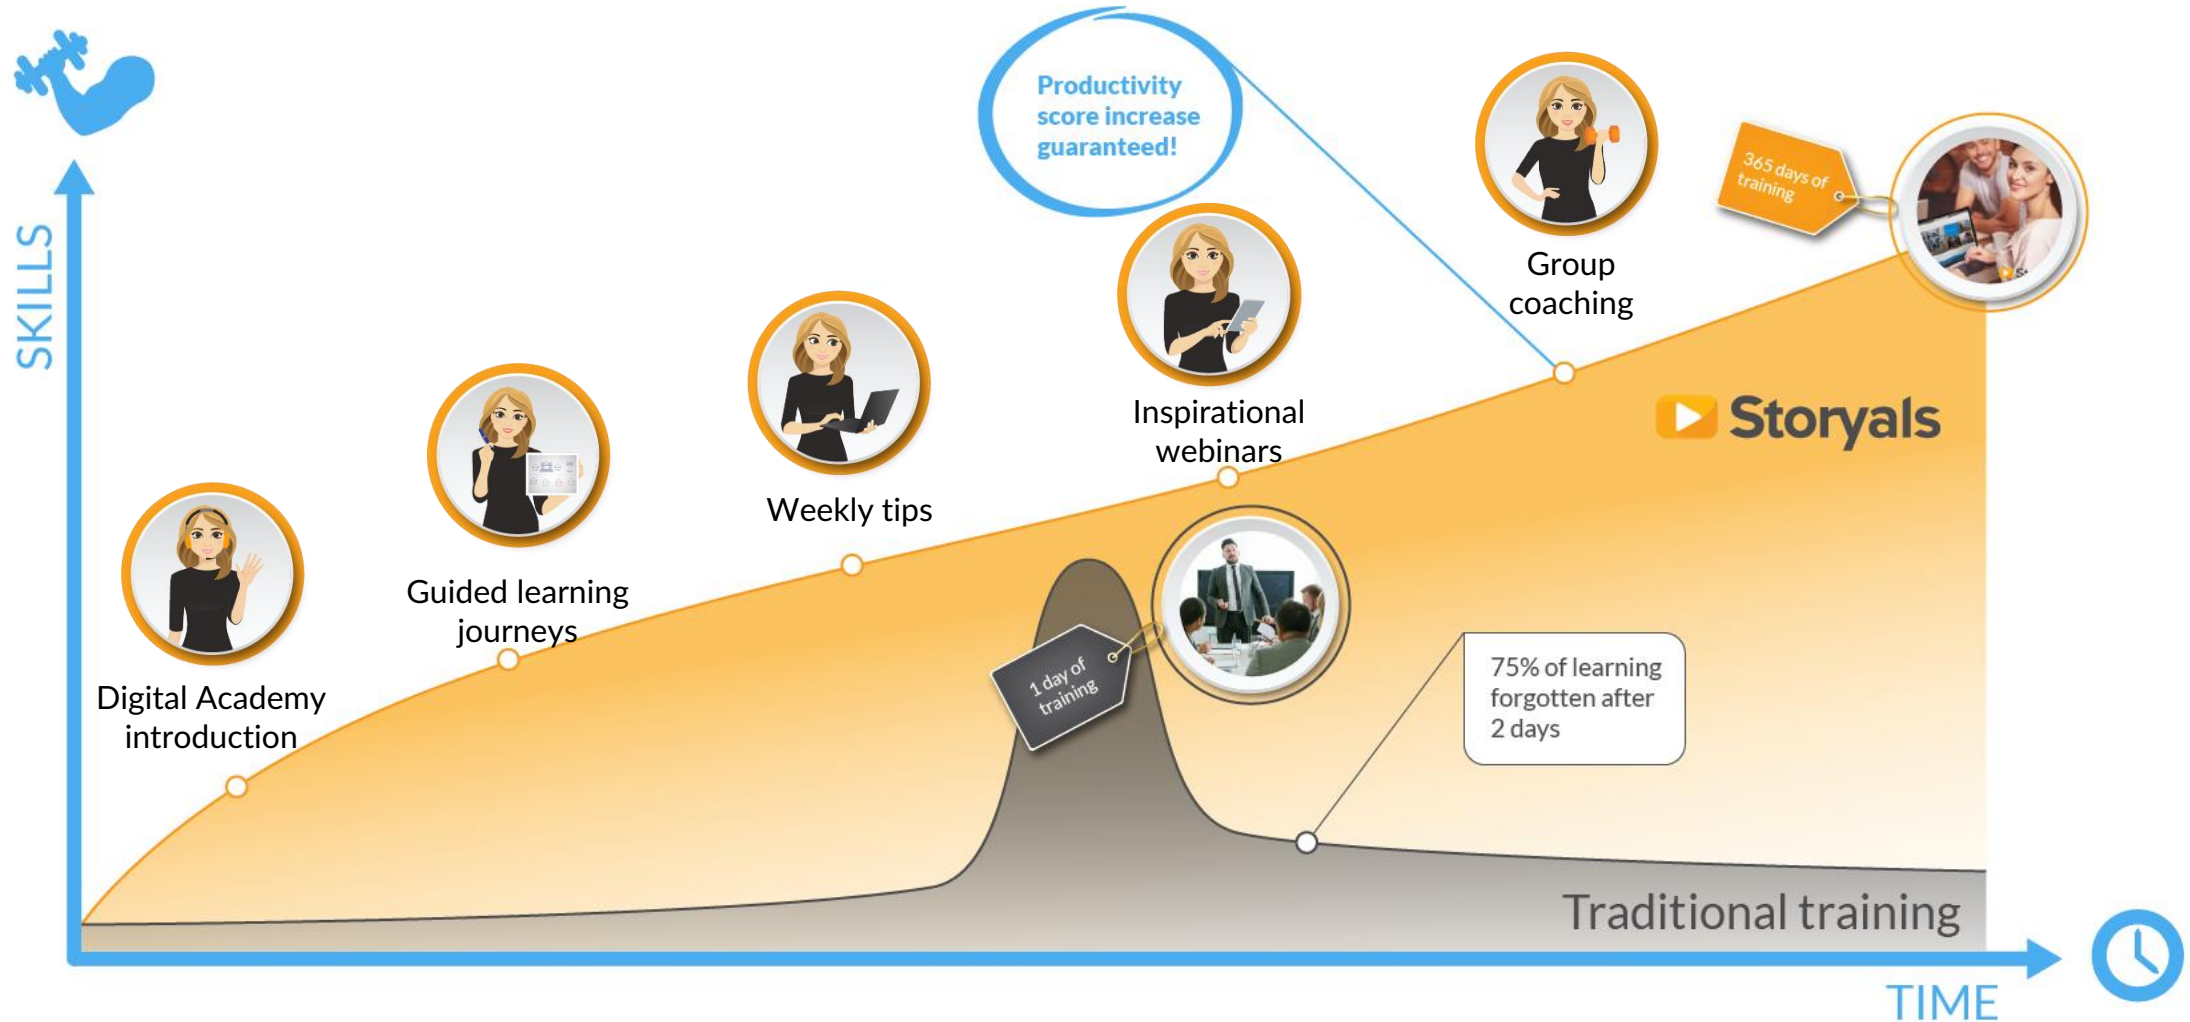 Productivity
score increase
guaranteed!
365 days of
training
SKILLS
Group
coaching
Inspirational
webinars
Storyals
Weekly tips
Guided learning
journeys
1 day of
training
75% of learning
forgotten after
2 days
Digital Academy
introduction
Traditional training
TIME